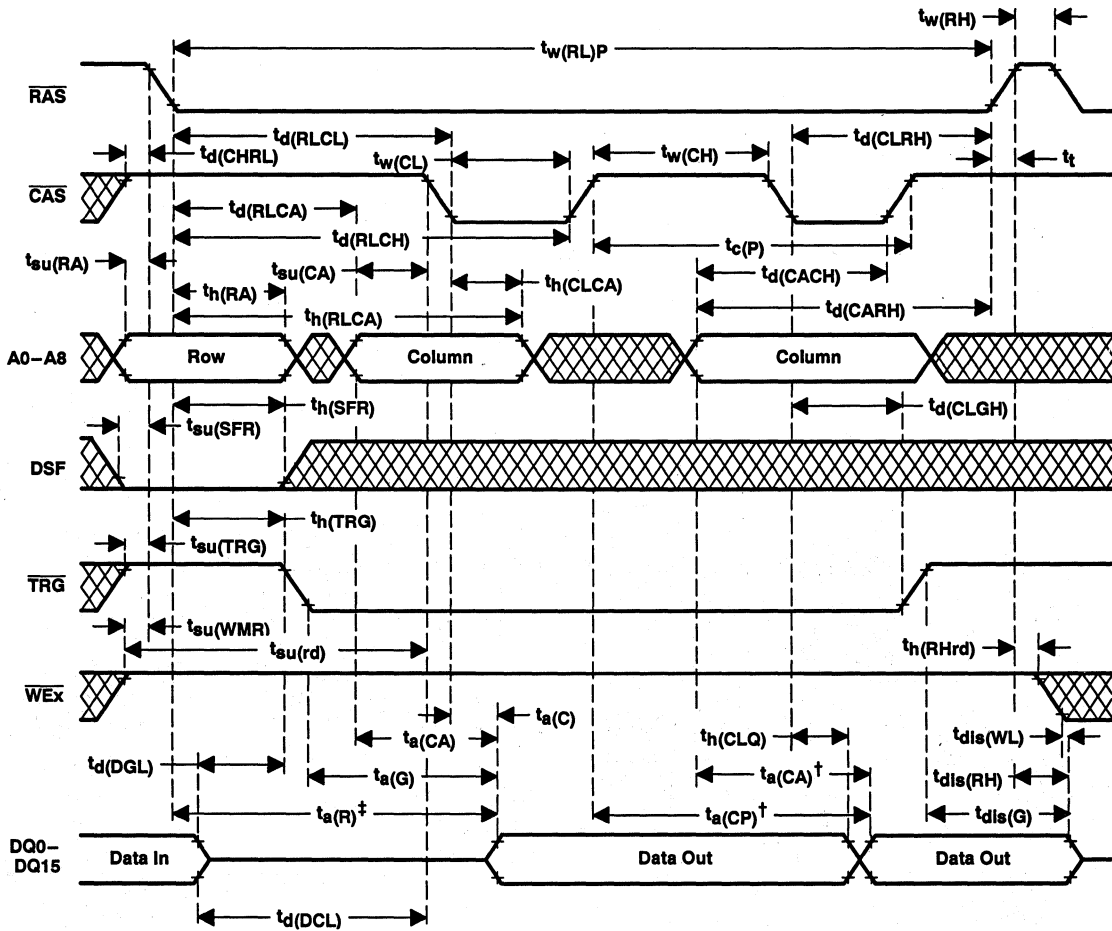 tw(RH)
tw(RL)P
RAS
td(RLCL)
td(CLRH)
td(CHRL)
tw(CL)
tw(CH)
tt
CAS
td(RLCA)
td(RLCH)
tc(P)
tsu(RA)
tsu(CA)
td(CACH)
th(RA)
th(CLCA)
th(RLCA)
td(CARH)
A0–A8
Row
Column
Column
th(SFR)
td(CLGH)
tsu(SFR)
DSF
th(TRG)
tsu(TRG)
TRG
tsu(WMR)
tsu(rd)
th(RHrd)
WEx
ta(C)
ta(CA)
th(CLQ)
tdis(WL)
td(DGL)
ta(G)
ta(CA)†
tdis(RH)
ta(R)‡
ta(CP)†
tdis(G)
DQ0–
DQ15
Data In
Data Out
Data Out
td(DCL)